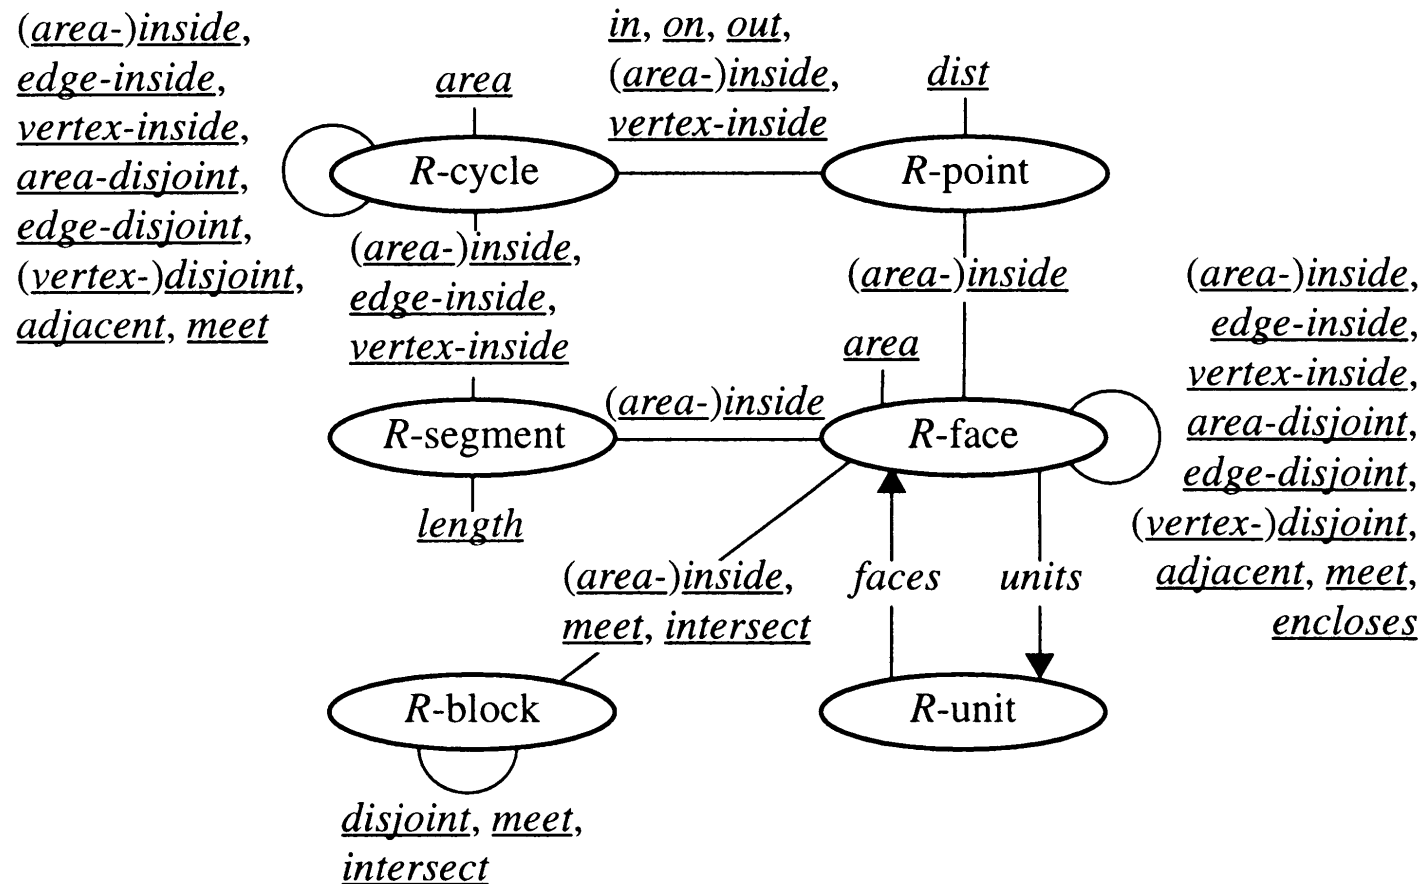 (area-)inside,
edge-inside,
vertex-inside,
area-disjoint,
edge-disjoint,
(vertex-)disjoint,
adjacent, meet
area
in, on, out,
(area-)inside,
vertex-inside
dist
R-cycle
R-point
(area-)inside,
edge-inside,
vertex-inside
(area-)inside
area
(area-)inside,
edge-inside,
vertex-inside,
area-disjoint,
edge-disjoint,
(vertex-)disjoint,
adjacent, meet,
encloses
R-segment
(area-)inside
R-face
length
(area-)inside,
meet, intersect
faces
units
R-block
R-unit
disjoint, meet,
intersect